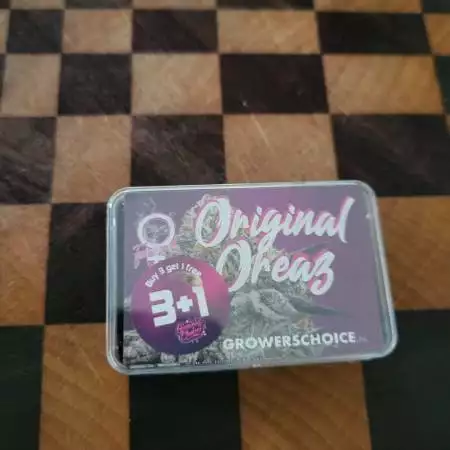 Original
Oreaz
Buy 3 get 1 free
3+1
GROWERSCHOICE